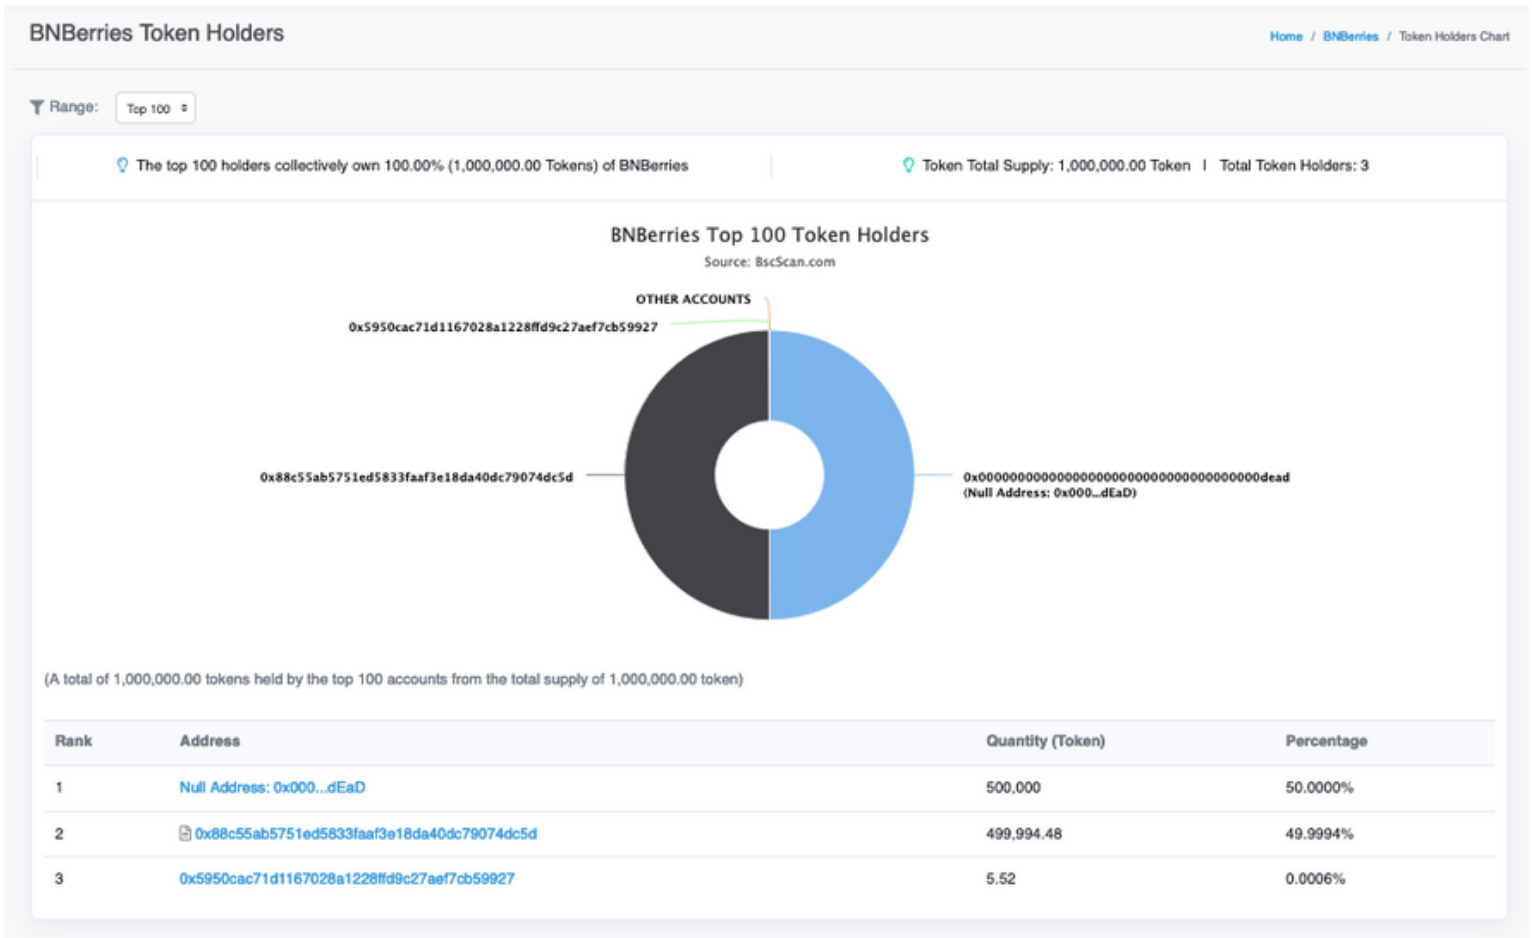 BNBerries Token Holders
Home / BNBerries / Token Holders Chart
Range: Top 100
The top 100 holders collectively own 100.00% (1,000,000.00 Tokens) of BNBerries
Token Total Supply: 1,000,000.00 Token | Total Token Holders: 3
BNBerries Top 100 Token Holders
Source: BscScan.com
OTHER ACCOUNTS
0x5950cac71d1167028a1228ffd9c27aef7cb59927
0x88c55ab5751ed5833faaf3e18da40dc79074dc5d
0x000000000000000000000000000000000000dead
(Null Address: 0x000...dEaD)
(A total of 1,000,000.00 tokens held by the top 100 accounts from the total supply of 1,000,000.00 token)
Rank Address Quantity (Token) Percentage
1 Null Address: 0x000...dEaD 500,000 50.0000%
2 0x88c55ab5751ed5833faaf3e18da40dc79074dc5d 499,994.48 49.9994%
3 0x5950cac71d1167028a1228ffd9c27aef7cb59927 5.52 0.0006%